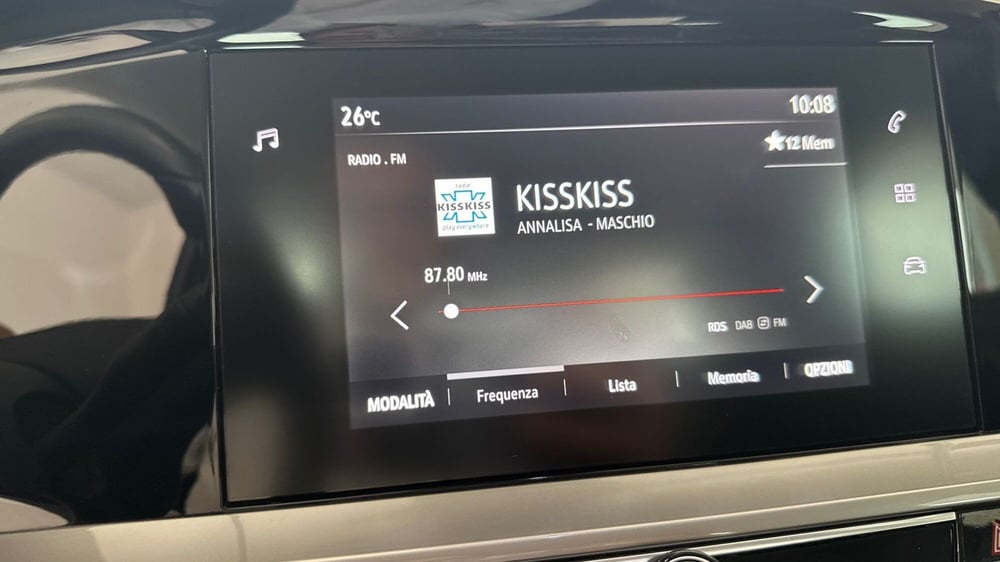 26°C
10:08
★12 Mem
RADIO . FM
radio
KISSKISS
play everywhere!
KISSKISS
ANNALISA - MASCHIO
87.80 MHz
RDS DAB FM
MODALITÀ
Frequenza
Lista
Memoria
OPZIONI